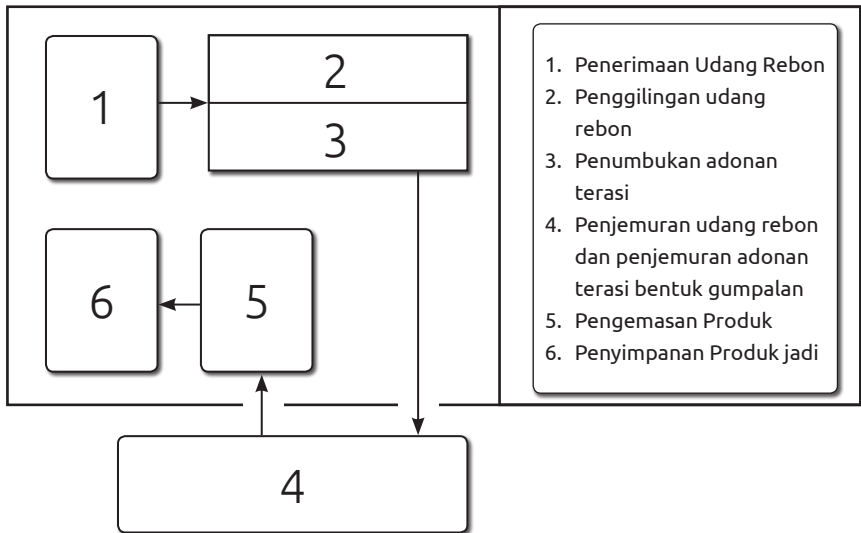 1
2
3
6
5
4
1. Penerimaan Udang Rebon
2. Penggilingan udang
rebon
3. Penumbukan adonan
terasi
4. Penjemuran udang rebon
dan penjemuran adonan
terasi bentuk gumpalan
5. Pengemasan Produk
6. Penyimpanan Produk jadi